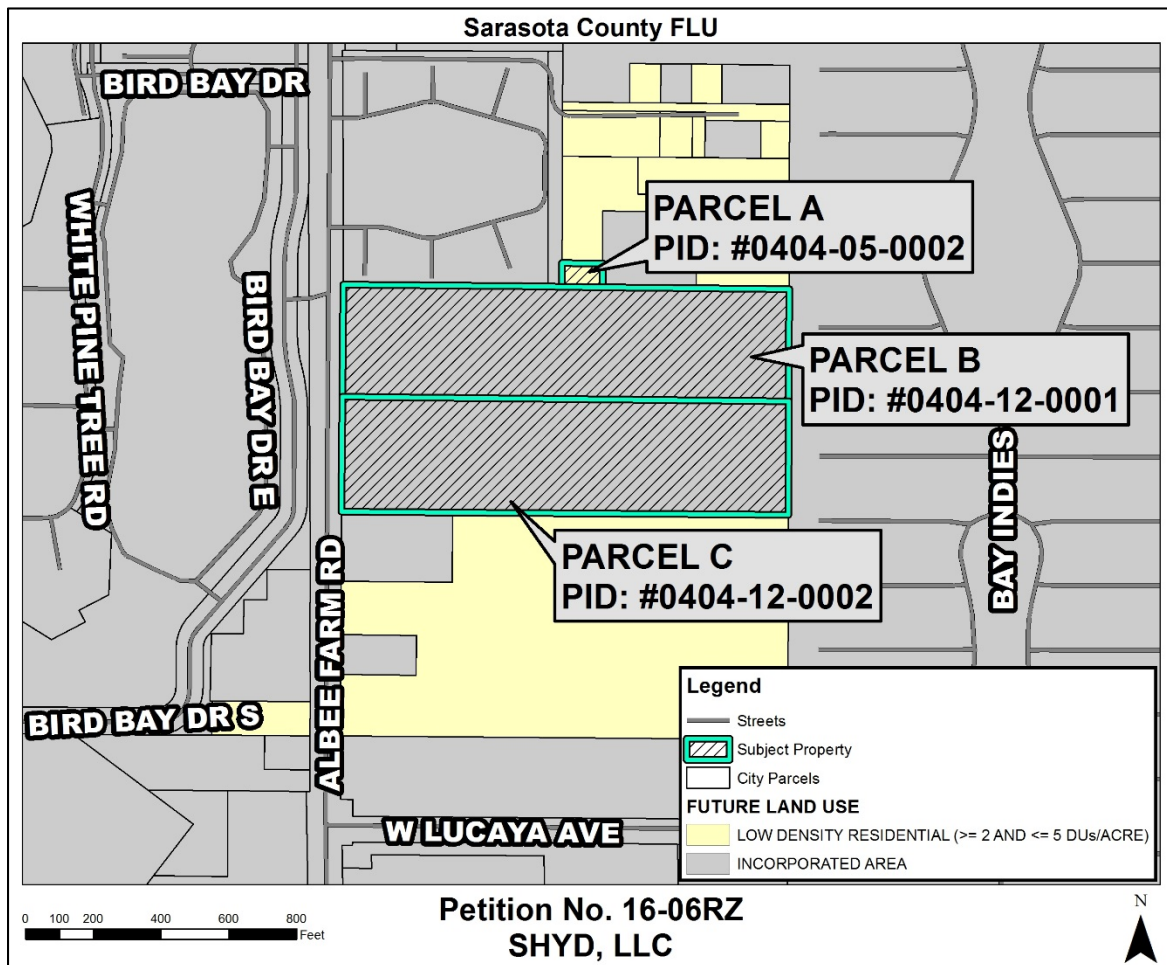 Sarasota County FLU
BIRD BAY DR
WHITE PINE TREE RD
BIRD BAY DR E
PARCEL A
PID: #0404-05-0002
PARCEL B
PID: #0404-12-0001
PARCEL C
PID: #0404-12-0002
BAY INDIES
ALBEE FARM RD
BIRD BAY DR S
W LUCAYA AVE
Legend
Streets
Subject Property
City Parcels
FUTURE LAND USE
LOW DENSITY RESIDENTIAL (>= 2 AND <= 5 DUs/ACRE)
INCORPORATED AREA
0 100 200 400 600 800
Feet
Petition No. 16-06RZ
SHYD, LLC
N